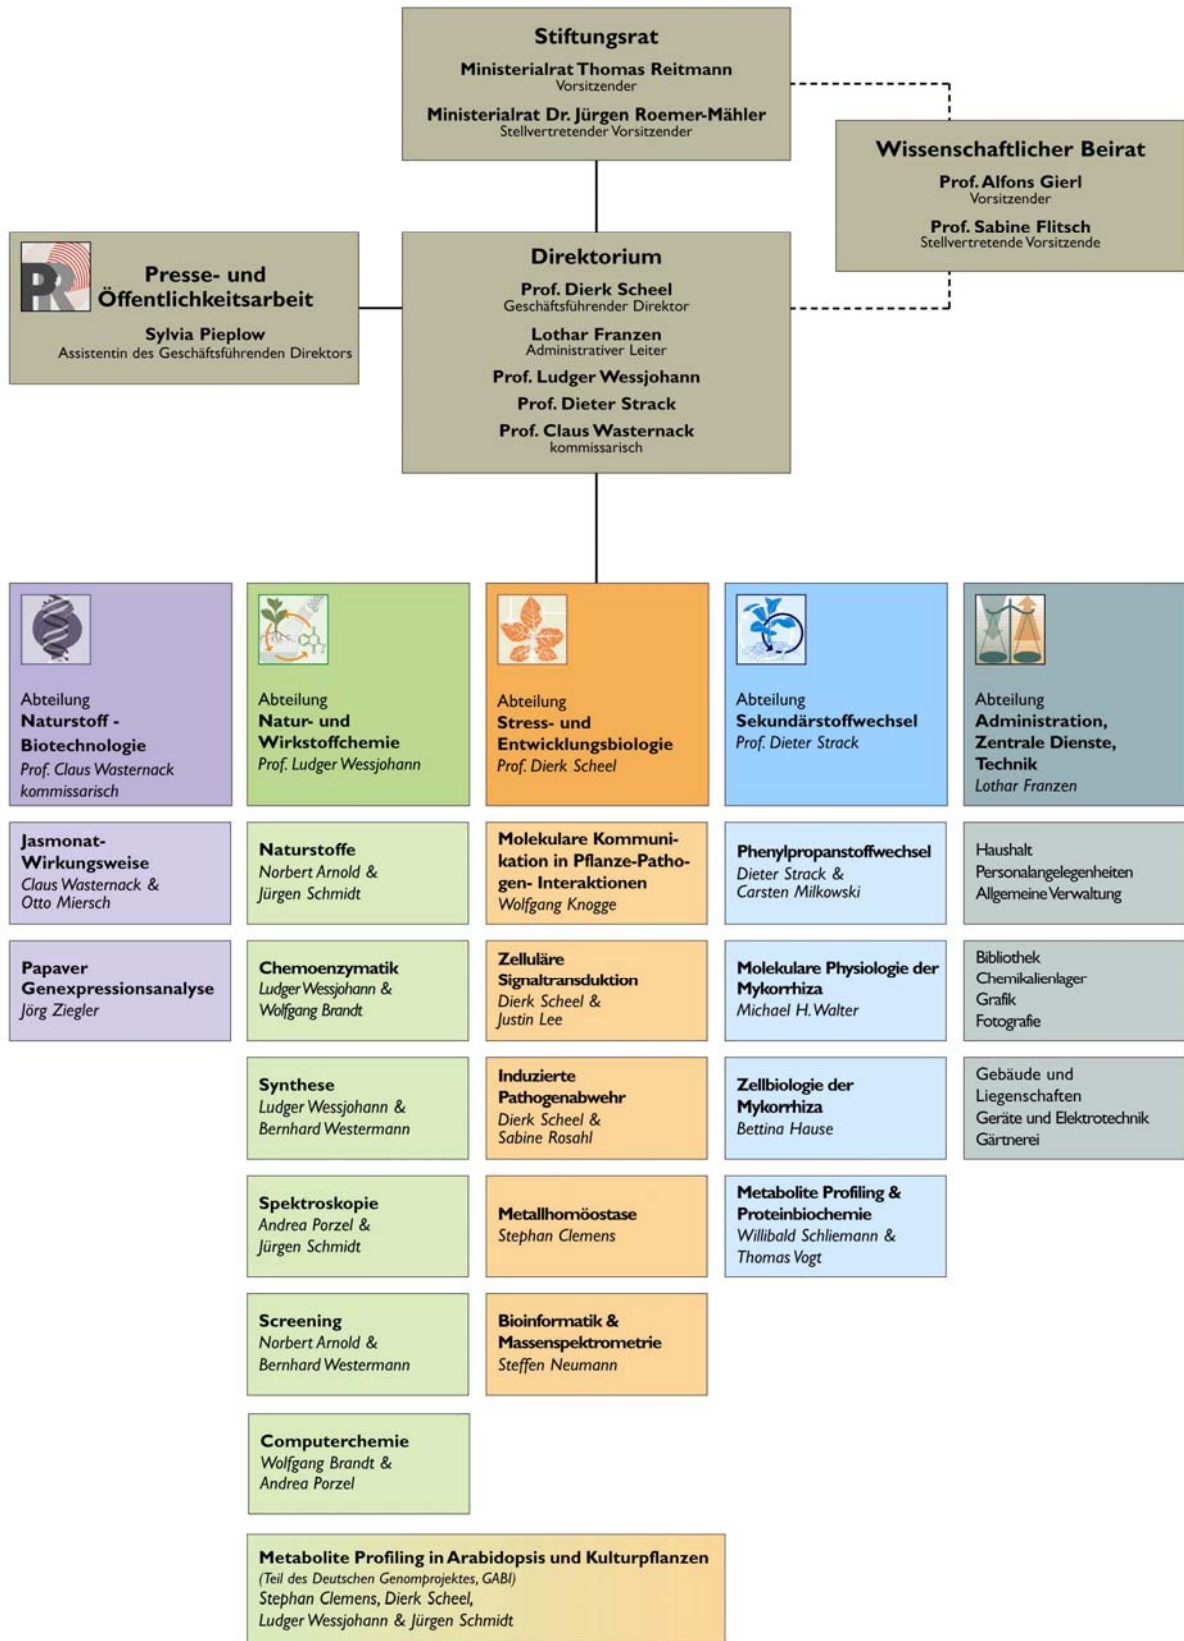 Stiftungsrat
Ministerialrat Thomas Reitmann
Vorsitzender
Ministerialrat Dr. Jürgen Roemer-Mähler
Stellvertretender Vorsitzender
Wissenschaftlicher Beirat
Prof. Alfons Gierl
Vorsitzender
Prof. Sabine Flitsch
Stellvertretende Vorsitzende
PR
Presse- und
Öffentlichkeitsarbeit
Sylvia Pieplow
Assistentin des Geschäftsführenden Direktors
Direktorium
Prof. Dierk Scheel
Geschäftsführender Direktor
Lothar Franzen
Administrativer Leiter
Prof. Ludger Wessjohann
Prof. Dieter Strack
Prof. Claus Wasternack
kommissarisch
Abteilung
Naturstoff -
Biotechnologie
Prof. Claus Wasternack
kommissarisch
Jasmonat-
Wirkungsweise
Claus Wasternack &
Otto Miersch
Papaver
Genexpressionsanalyse
Jörg Ziegler
Abteilung
Natur- und
Wirkstoffchemie
Prof. Ludger Wessjohann
Naturstoffe
Norbert Arnold &
Jürgen Schmidt
Chemoenzymatik
Ludger Wessjohann &
Wolfgang Brandt
Synthese
Ludger Wessjohann &
Bernhard Westermann
Spektroskopie
Andrea Porzel &
Jürgen Schmidt
Screening
Norbert Arnold &
Bernhard Westermann
Computerchemie
Wolfgang Brandt &
Andrea Porzel
Abteilung
Stress- und
Entwicklungsbiologie
Prof. Dierk Scheel
Molekulare Kommuni-
kation in Pflanze-Patho-
gen- Interaktionen
Wolfgang Knogge
Zelluläre
Signaltransduktion
Dierk Scheel &
Justin Lee
Induzierte
Pathogenabwehr
Dierk Scheel &
Sabine Rosahl
Metallhomöostase
Stephan Clemens
Bioinformatik &
Massenspektrometrie
Steffen Neumann
Abteilung
Sekundärstoffwechsel
Prof. Dieter Strack
Phenylpropanstoffwechsel
Dieter Strack &
Carsten Milkowski
Molekulare Physiologie der
Mykorrhiza
Michael H. Walter
Zellbiologie der
Mykorrhiza
Bettina Hause
Metabolite Profiling &
Proteinbiochemie
Willibald Schliemann &
Thomas Vogt
Abteilung
Administration,
Zentrale Dienste,
Technik
Lothar Franzen
Haushalt
Personalangelegenheiten
Allgemeine Verwaltung
Bibliothek
Chemikalienlager
Grafik
Fotografie
Gebäude und
Liegenschaften
Geräte und Elektrotechnik
Gärtnerei
Metabolite Profiling in Arabidopsis und Kulturpflanzen
(Teil des Deutschen Genomprojektes, GABI)
Stephan Clemens, Dierk Scheel,
Ludger Wessjohann & Jürgen Schmidt